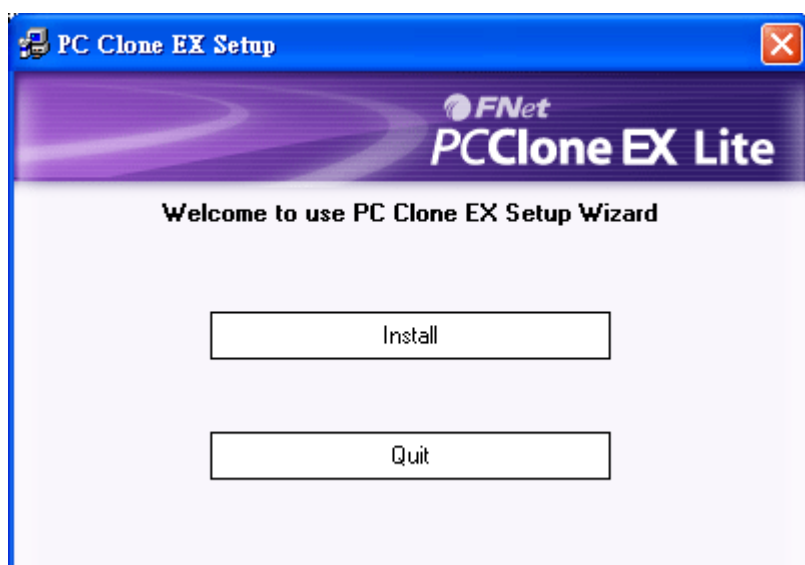 PC Clone EX Setup
FNet
PCClone EX Lite
Welcome to use PC Clone EX Setup Wizard
Install
Quit